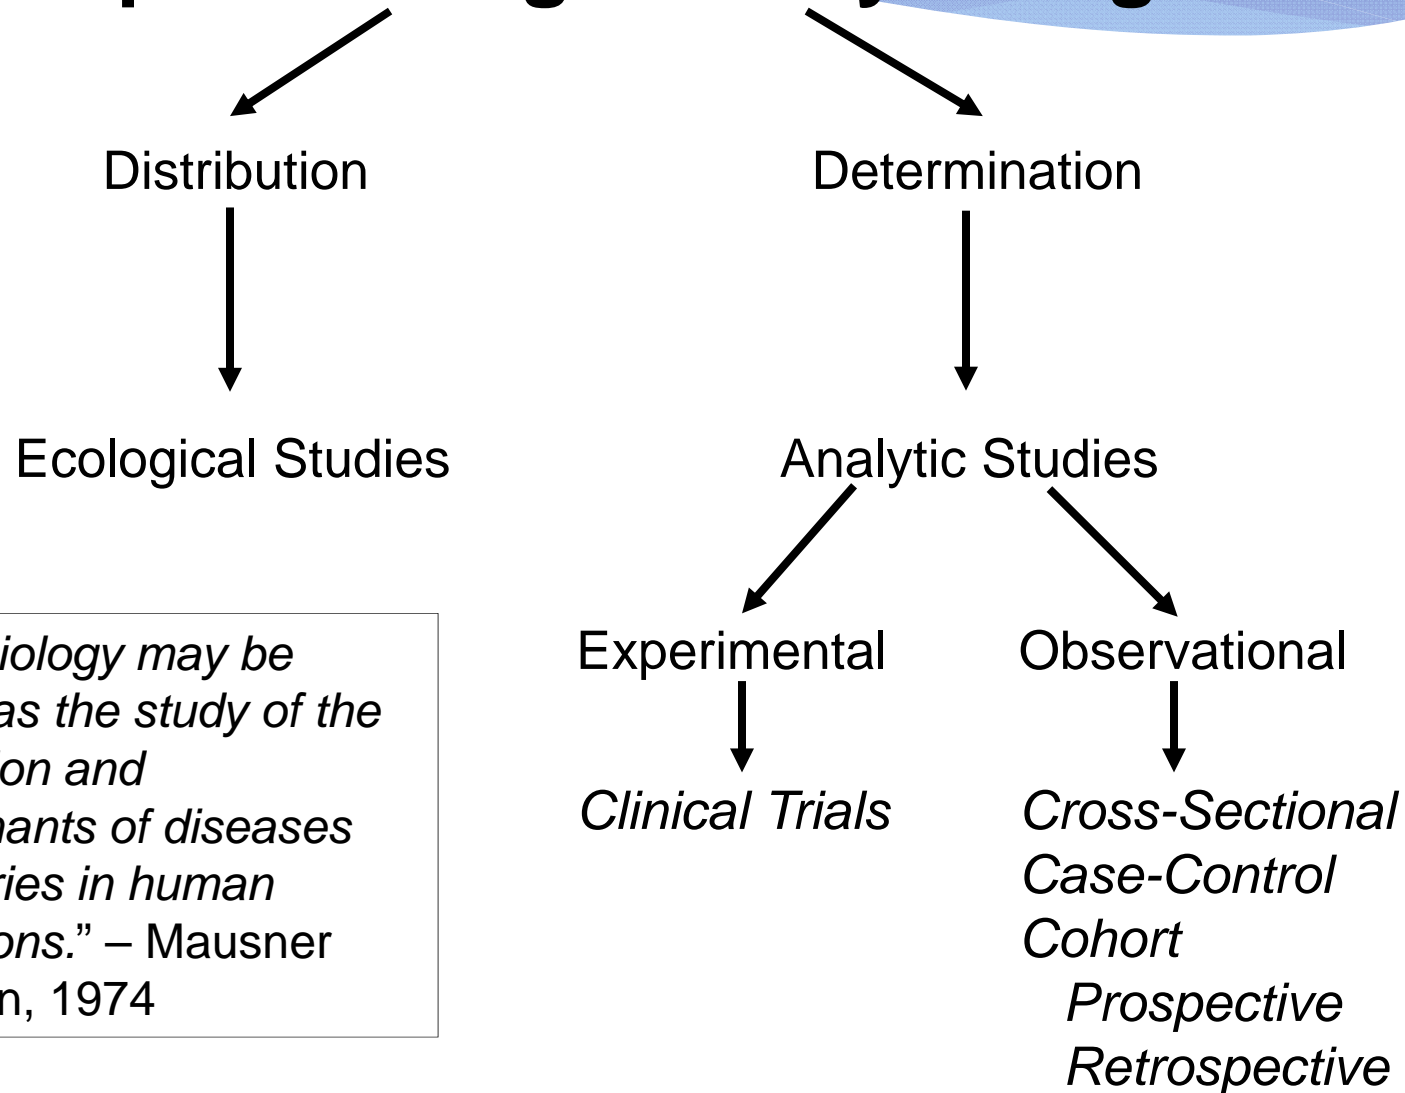 Distribution
Determination
Ecological Studies
Analytic Studies
Experimental
Observational
Clinical Trials
Cross-Sectional
Case-Control
Cohort
Prospective
Retrospective
iology may be
as the study of the
ion and
nants of diseases
ries in human
ons.” – Mausner
n, 1974